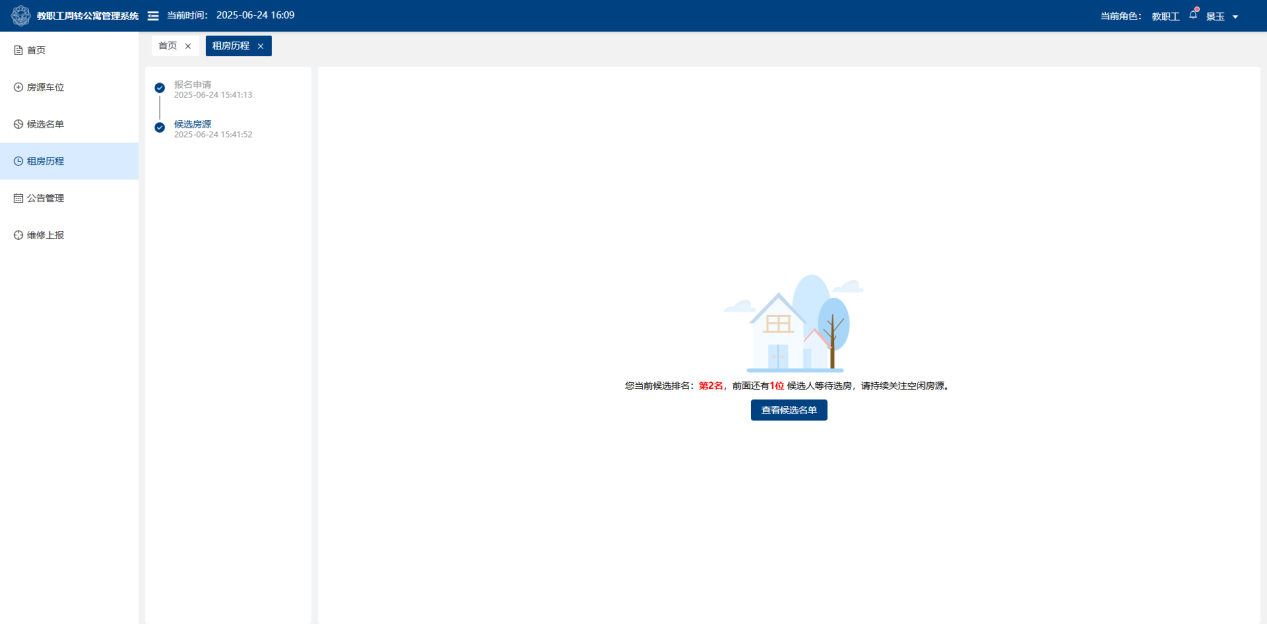 教职工周转公寓管理系统 当前时间: 2025-06-24 16:09 当前角色: 教职工 景玉
首页
房源车位
候选名单
租房历程
公告管理
维修上报
首页 × 租房历程 ×
报名申请
2025-06-24 15:41:13
候选房源
2025-06-24 15:41:52
您当前候选排名：第2名，前面还有1位 候选人等待选房，请持续关注空闲房源。
查看候选名单